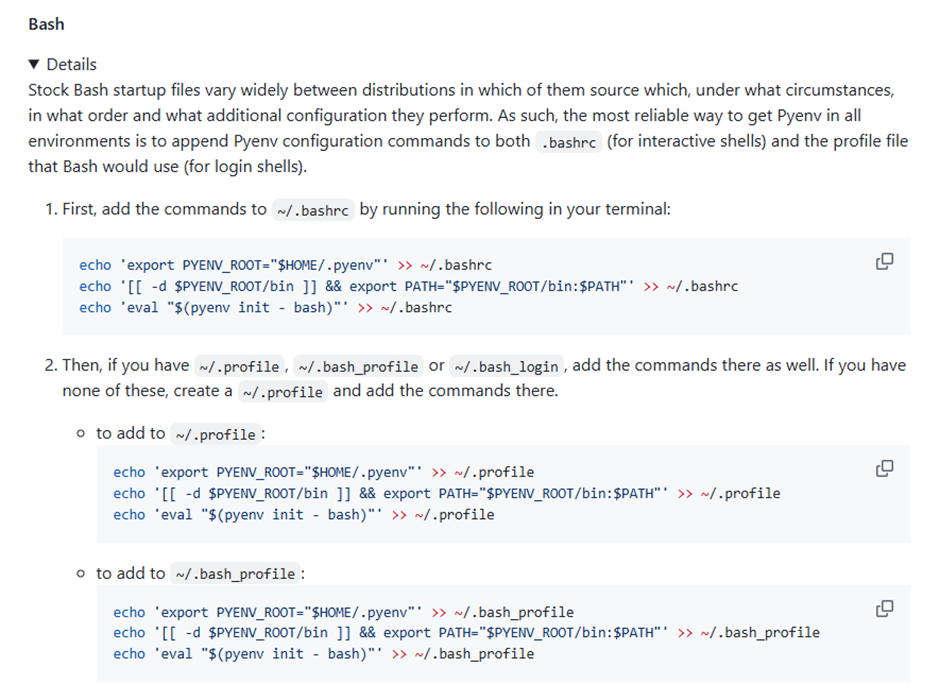 Bash
▼ Details
Stock Bash startup files vary widely between distributions in which of them source which, under what circumstances,
in what order and what additional configuration they perform. As such, the most reliable way to get Pyenv in all
environments is to append Pyenv configuration commands to both .bashrc (for interactive shells) and the profile file
that Bash would use (for login shells).
1. First, add the commands to ~/.bashrc by running the following in your terminal:
echo 'export PYENV_ROOT="$HOME/.pyenv"' >> ~/.bashrc
echo '[[ -d $PYENV_ROOT/bin ]] && export PATH="$PYENV_ROOT/bin:$PATH"' >> ~/.bashrc
echo 'eval "$(pyenv init - bash)"' >> ~/.bashrc
2. Then, if you have ~/.profile, ~/.bash_profile or ~/.bash_login, add the commands there as well. If you have
none of these, create a ~/.profile and add the commands there.
○ to add to ~/.profile:
echo 'export PYENV_ROOT="$HOME/.pyenv"' >> ~/.profile
echo '[[ -d $PYENV_ROOT/bin ]] && export PATH="$PYENV_ROOT/bin:$PATH"' >> ~/.profile
echo 'eval "$(pyenv init - bash)"' >> ~/.profile
○ to add to ~/.bash_profile:
echo 'export PYENV_ROOT="$HOME/.pyenv"' >> ~/.bash_profile
echo '[[ -d $PYENV_ROOT/bin ]] && export PATH="$PYENV_ROOT/bin:$PATH"' >> ~/.bash_profile
echo 'eval "$(pyenv init - bash)"' >> ~/.bash_profile